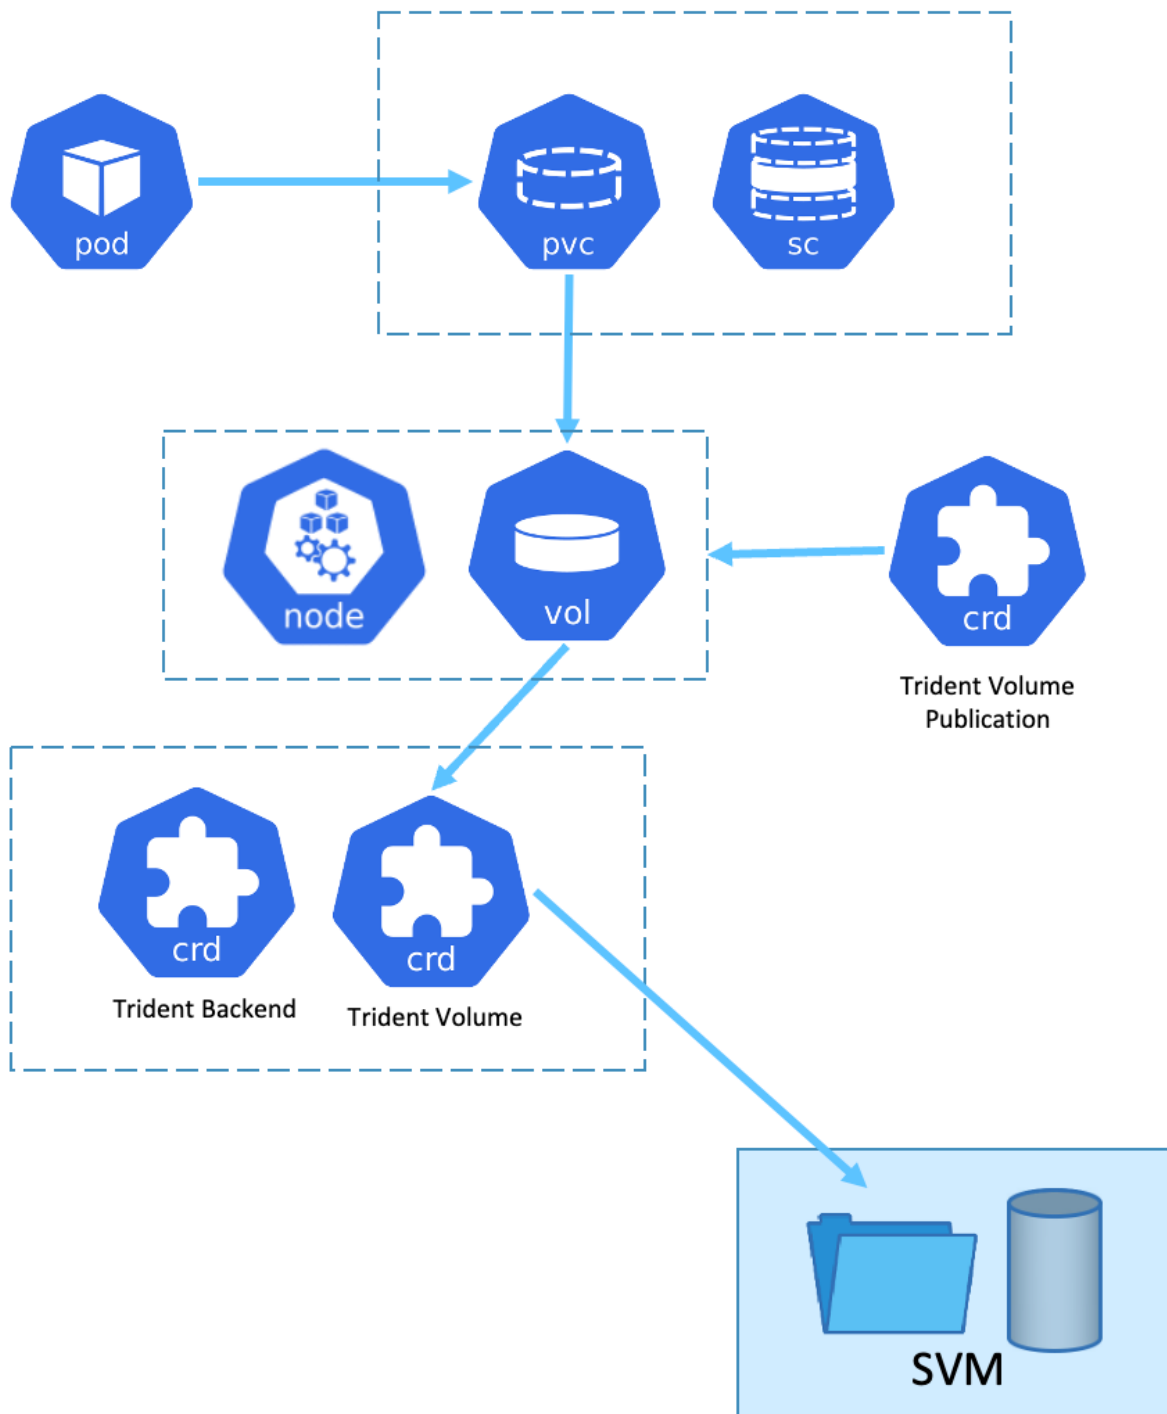 pod
pvc
sc
node
vol
crd
Trident Volume
Publication
crd
Trident Backend
crd
Trident Volume
SVM